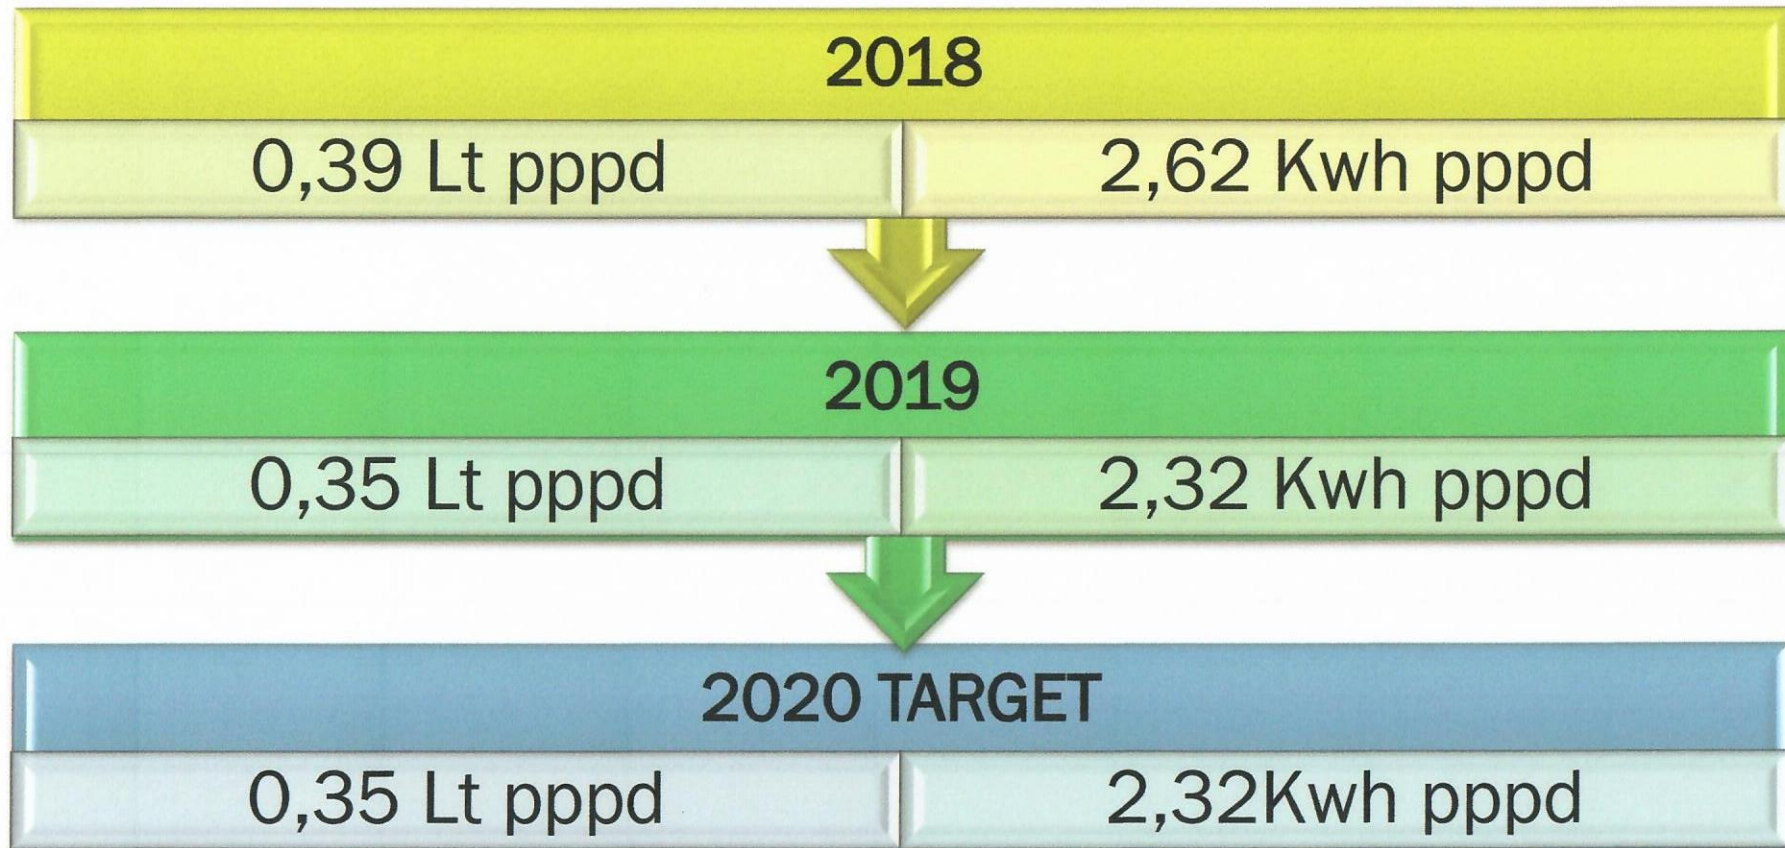 2018
0,39 Lt pppd 2,62 Kwh pppd
2019
0,35 Lt pppd 2,32 Kwh pppd
2020 TARGET
0,35 Lt pppd 2,32Kwh pppd